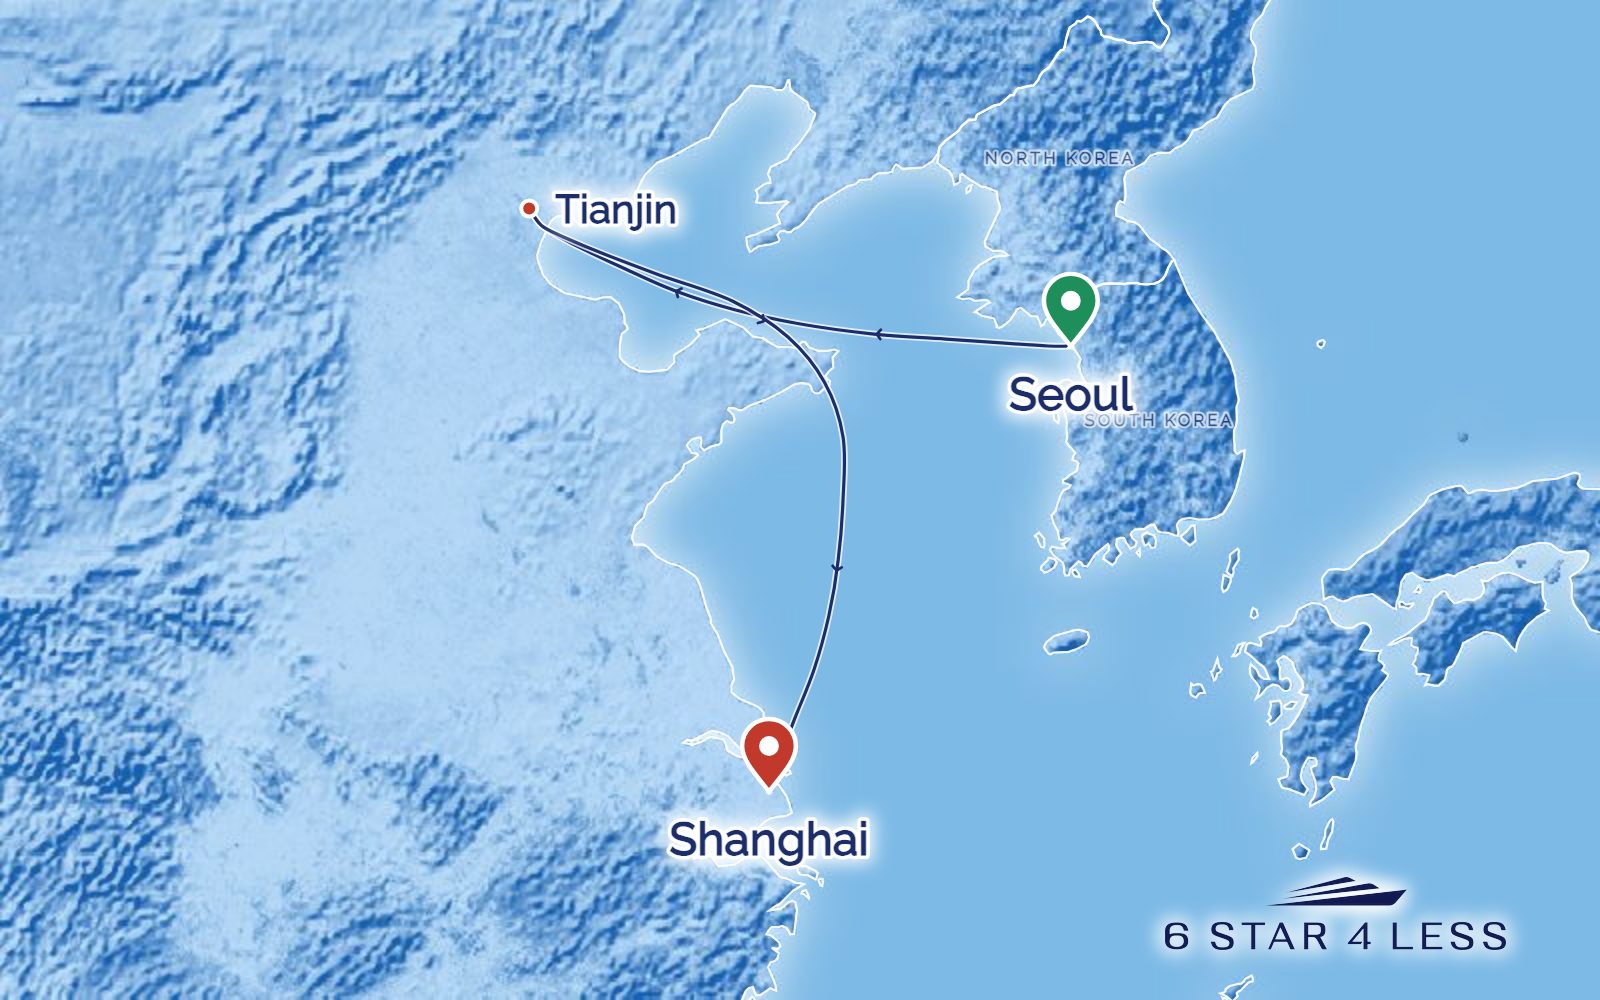 NORTH KOREA
Tianjin
Seoul
SOUTH KOREA
Shanghai
6 STAR 4 LESS